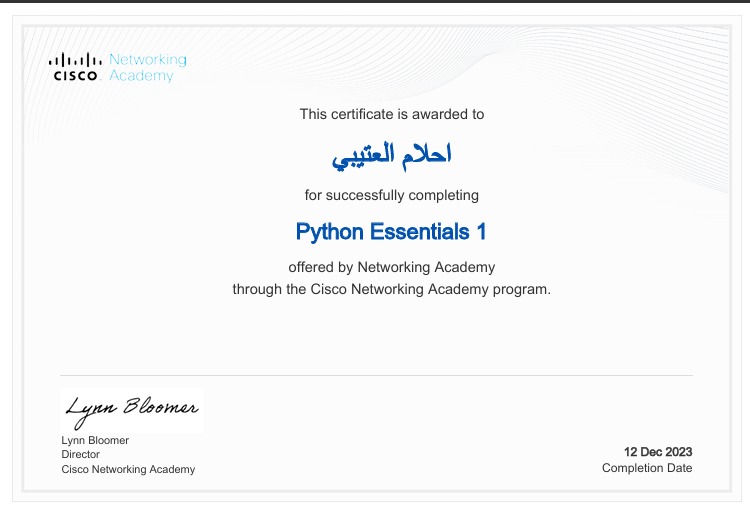 Networking
CISCO Academy
This certificate is awarded to
احلام العتيبي
for successfully completing
Python Essentials 1
offered by Networking Academy
through the Cisco Networking Academy program.
Lynn Bloomer
Lynn Bloomer
Director
Cisco Networking Academy
12 Dec 2023
Completion Date